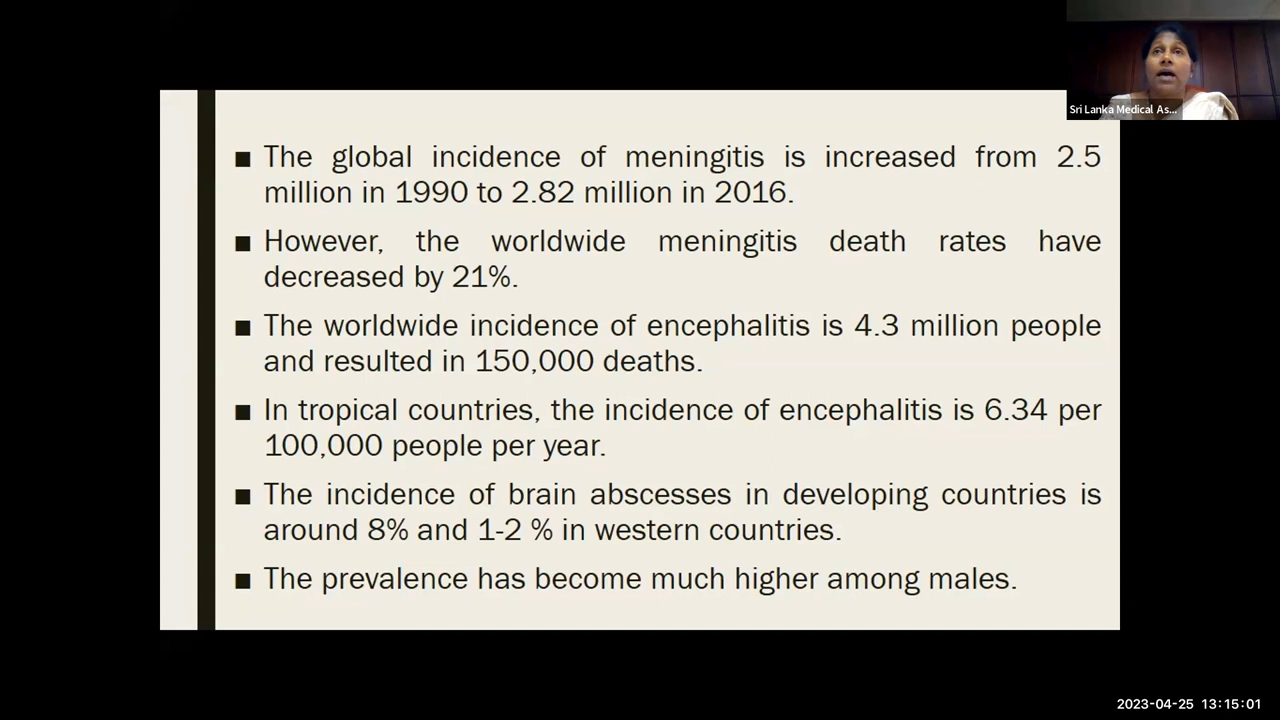 Sri Lanka Medical As...
■ The global incidence of meningitis is increased from 2.5
million in 1990 to 2.82 million in 2016.
■ However, the worldwide meningitis death rates have
decreased by 21%.
■ The worldwide incidence of encephalitis is 4.3 million people
and resulted in 150,000 deaths.
■ In tropical countries, the incidence of encephalitis is 6.34 per
100,000 people per year.
■ The incidence of brain abscesses in developing countries is
around 8% and 1-2 % in western countries.
■ The prevalence has become much higher among males.
2023-04-25 13:15:01